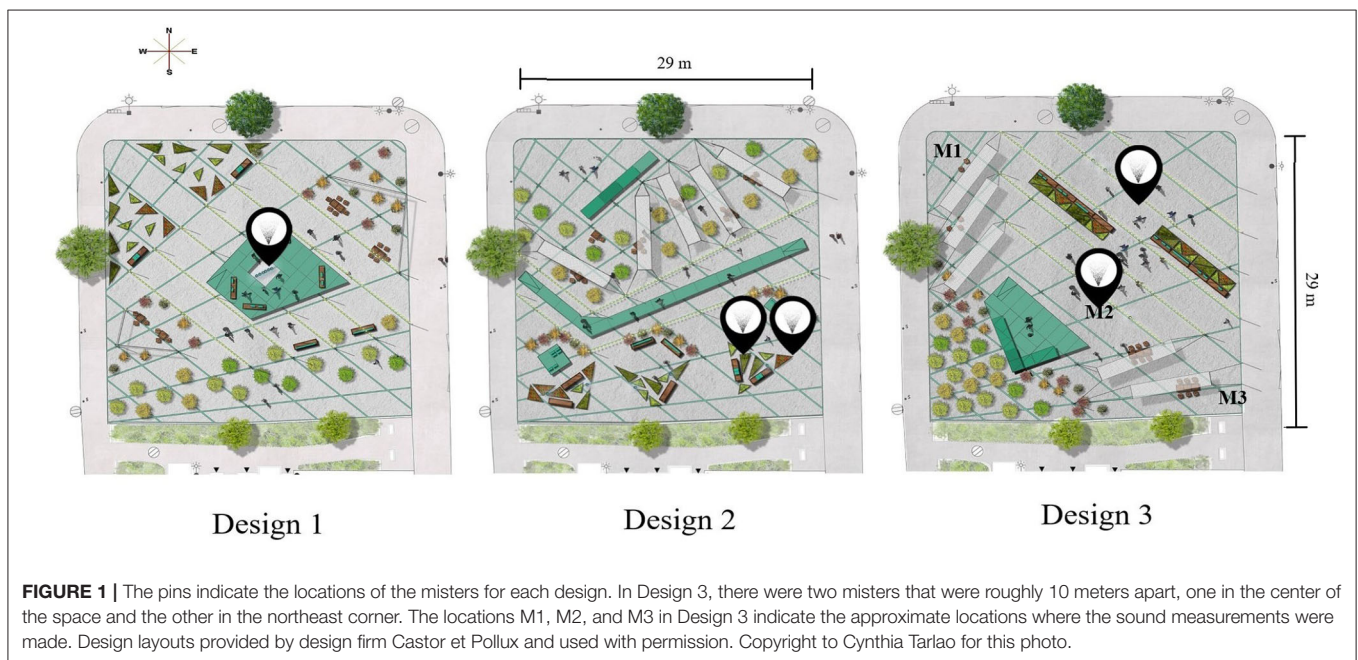 N
W E
S
29 m
M1
M2
M3
29 m
Design 1
Design 2
Design 3
FIGURE 1 | The pins indicate the locations of the misters for each design. In Design 3, there were two misters that were roughly 10 meters apart, one in the center of
the space and the other in the northeast corner. The locations M1, M2, and M3 in Design 3 indicate the approximate locations where the sound measurements were
made. Design layouts provided by design firm Castor et Pollux and used with permission. Copyright to Cynthia Tarlao for this photo.